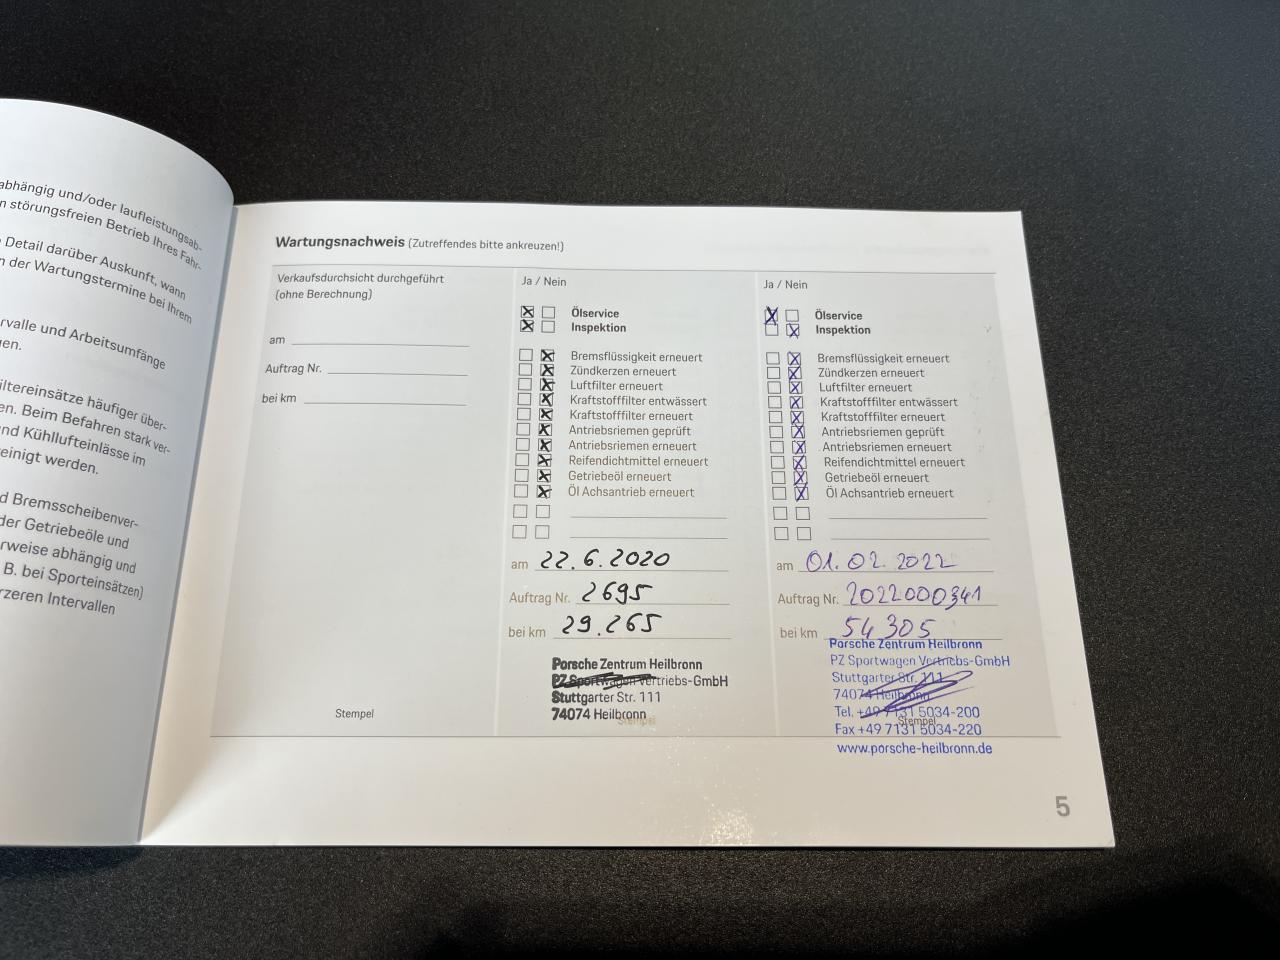 abhängig und/oder laufleistungsab-
n störungsfreien Betrieb Ihres Fahr-
Detail darüber Auskunft, wann
n der Wartungstermine bei Ihrem
rvalle und Arbeitsumfänge
en.
iltereinsätze häufiger über-
en. Beim Befahren stark ver-
und Kühllufteinlässe im
einigt werden.
d Bremsscheibenver-
der Getriebeöle und
rweise abhängig und
B. bei Sporteinsätzen)
rzeren Intervallen
Wartungsnachweis (Zutreffendes bitte ankreuzen!)
Verkaufsdurchsicht durchgeführt
(ohne Berechnung)
am
Auftrag Nr.
bei km
Stempel
Ja / Nein
Ölservice
Inspektion
Bremsflüssigkeit erneuert
Zündkerzen erneuert
Luftfilter erneuert
Kraftstofffilter entwässert
Kraftstofffilter erneuert
Antriebsriemen geprüft
Antriebsriemen erneuert
Reifendichtmittel erneuert
Getriebeöl erneuert
Öl Achsantrieb erneuert
am 22.6.2020
Auftrag Nr. 2695
bei km 29.265
Porsche Zentrum Heilbronn
PZ Sportwagen Vertriebs-GmbH
Stuttgarter Str. 111
74074 Heilbronn
Stempel
Ja / Nein
Ölservice
Inspektion
Bremsflüssigkeit erneuert
Zündkerzen erneuert
Luftfilter erneuert
Kraftstofffilter entwässert
Kraftstofffilter erneuert
Antriebsriemen geprüft
Antriebsriemen erneuert
Reifendichtmittel erneuert
Getriebeöl erneuert
Öl Achsantrieb erneuert
am 01.02.2022
Auftrag Nr. 2022000341
bei km 54.305
Porsche Zentrum Heilbronn
PZ Sportwagen Vertriebs-GmbH
Stuttgarter Str. 111
74074 Heilbronn
Tel. +49 7131 5034-200
Stempel
Fax +49 7131 5034-220
www.porsche-heilbronn.de
5